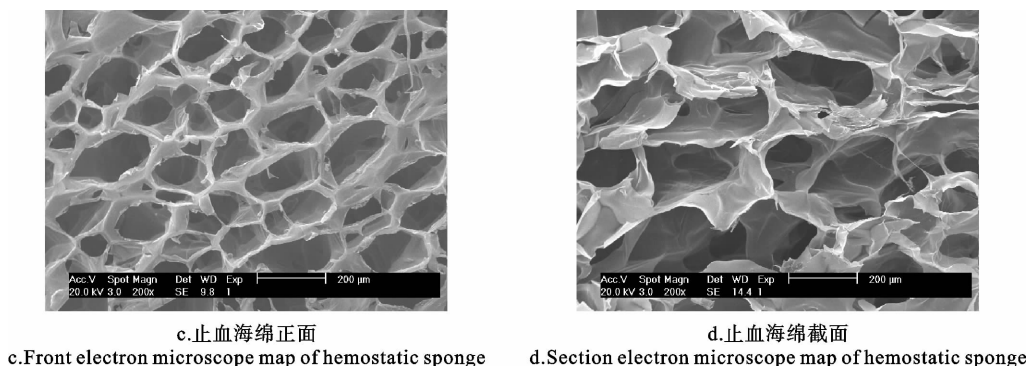 Acc.V Spot Magn Det WD Exp 200 µm
20.0 kV 3.0 200x SE 9.8 1
Acc.V Spot Magn Det WD Exp 200 µm
20.0 kV 3.0 200x SE 14.4 1
c.止血海绵正面
c.Front electron microscope map of hemostatic sponge
d.止血海绵截面
d.Section electron microscope map of hemostatic sponge